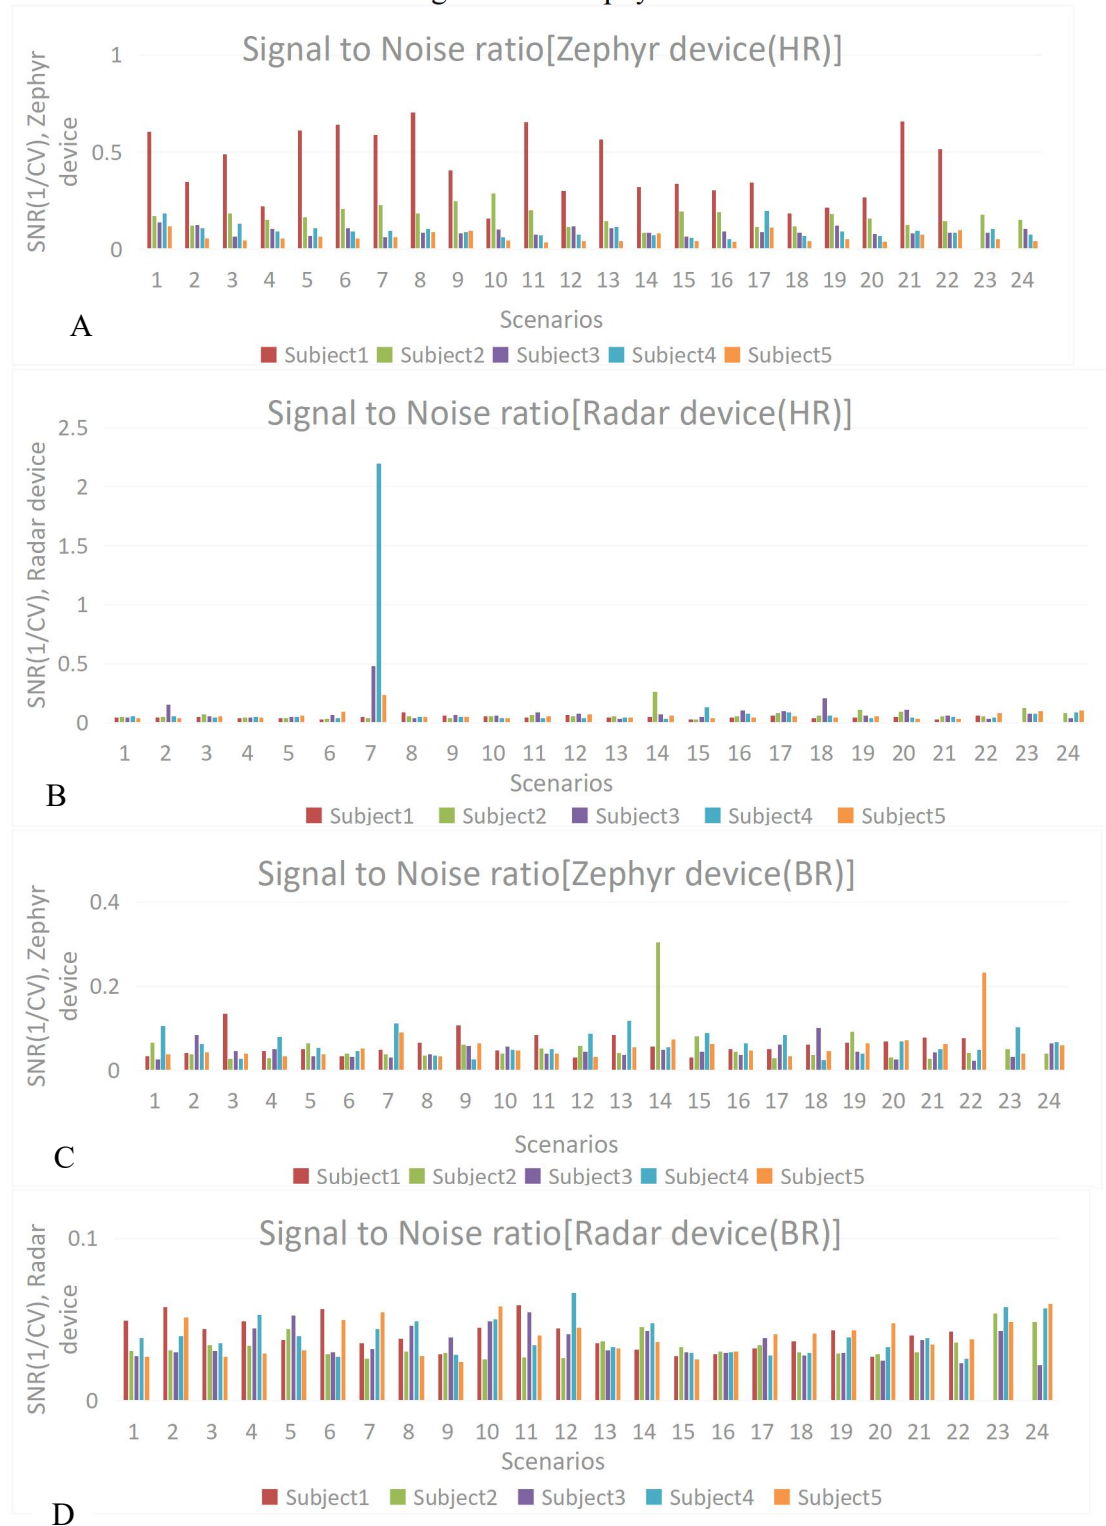 Signal to Noise ratio[Zephyr device(HR)]
SNR(1/CV), Zephyr
device
1
0.5
0
1 2 3 4 5 6 7 8 9 10 11 12 13 14 15 16 17 18 19 20 21 22 23 24
Scenarios
A
Subject1 Subject2 Subject3 Subject4 Subject5
Signal to Noise ratio[Radar device(HR)]
SNR(1/CV), Radar device
2.5
2
1.5
1
0.5
0
1 2 3 4 5 6 7 8 9 10 11 12 13 14 15 16 17 18 19 20 21 22 23 24
Scenarios
B
Subject1 Subject2 Subject3 Subject4 Subject5
Signal to Noise ratio[Zephyr device(BR)]
SNR(1/CV), Zephyr
device
0.4
0.2
0
1 2 3 4 5 6 7 8 9 10 11 12 13 14 15 16 17 18 19 20 21 22 23 24
Scenarios
C
Subject1 Subject2 Subject3 Subject4 Subject5
Signal to Noise ratio[Radar device(BR)]
SNR(1/CV), Radar
device
0.1
0
1 2 3 4 5 6 7 8 9 10 11 12 13 14 15 16 17 18 19 20 21 22 23 24
Scenarios
Subject1 Subject2 Subject3 Subject4 Subject5
D